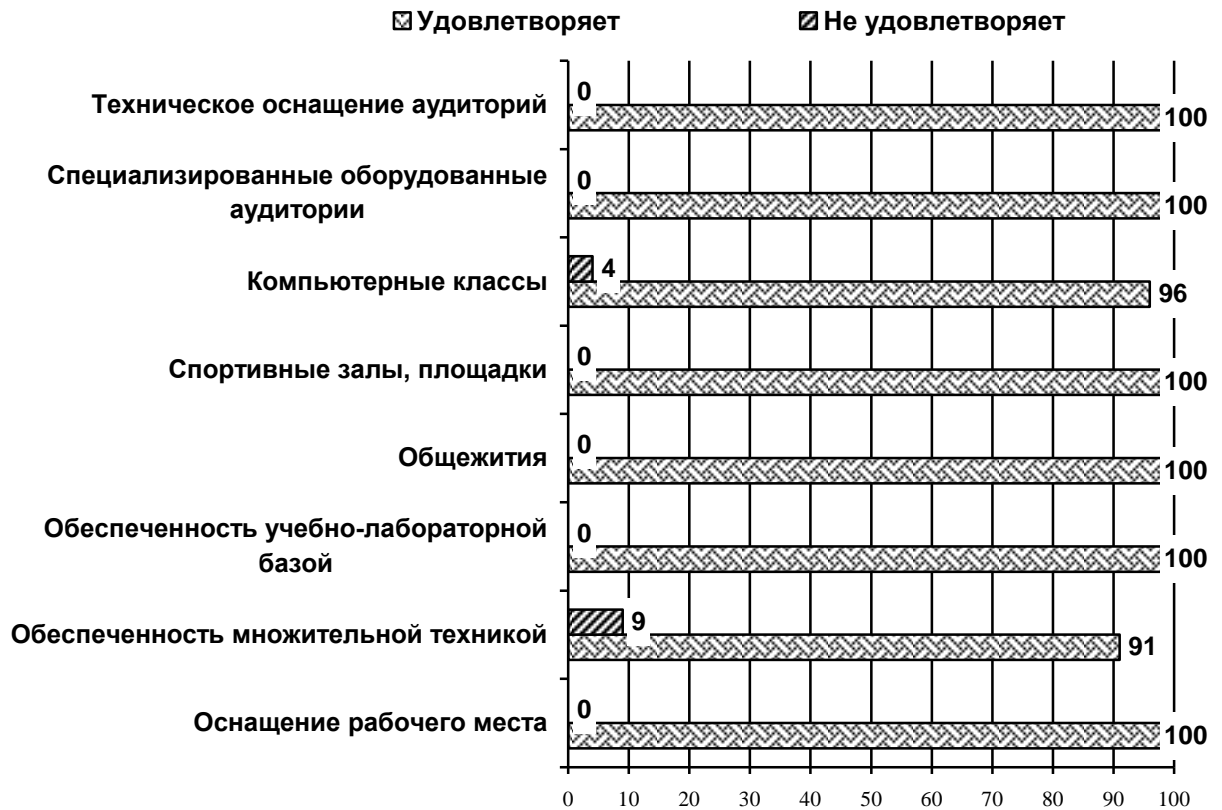 Удовлетворяет Не удовлетворяет
Техническое оснащение аудиторий 0 100
Специализированные оборудованные
аудитории 0 100
Компьютерные классы 4 96
Спортивные залы, площадки 0 100
Общежития 0 100
Обеспеченность учебно-лабораторной
базой 0 100
Обеспеченность множительной техникой 9 91
Оснащение рабочего места 0 100
0 10 20 30 40 50 60 70 80 90 100